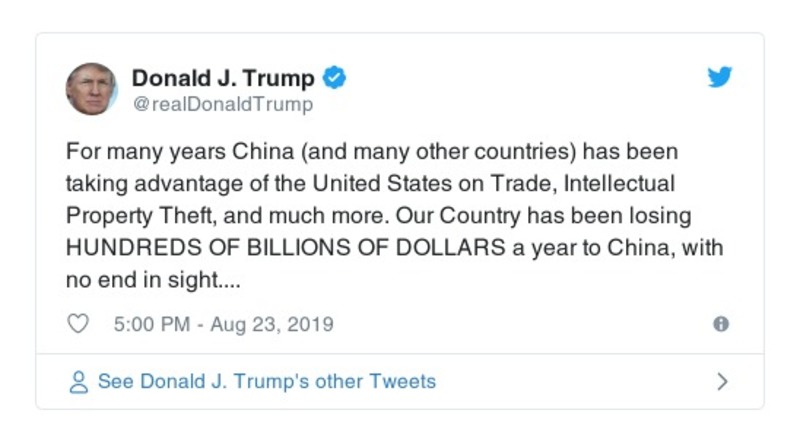 Donald J. Trump
@realDonaldTrump
For many years China (and many other countries) has been
taking advantage of the United States on Trade, Intellectual
Property Theft, and much more. Our Country has been losing
HUNDREDS OF BILLIONS OF DOLLARS a year to China, with
no end in sight....
5:00 PM - Aug 23, 2019
See Donald J. Trump's other Tweets